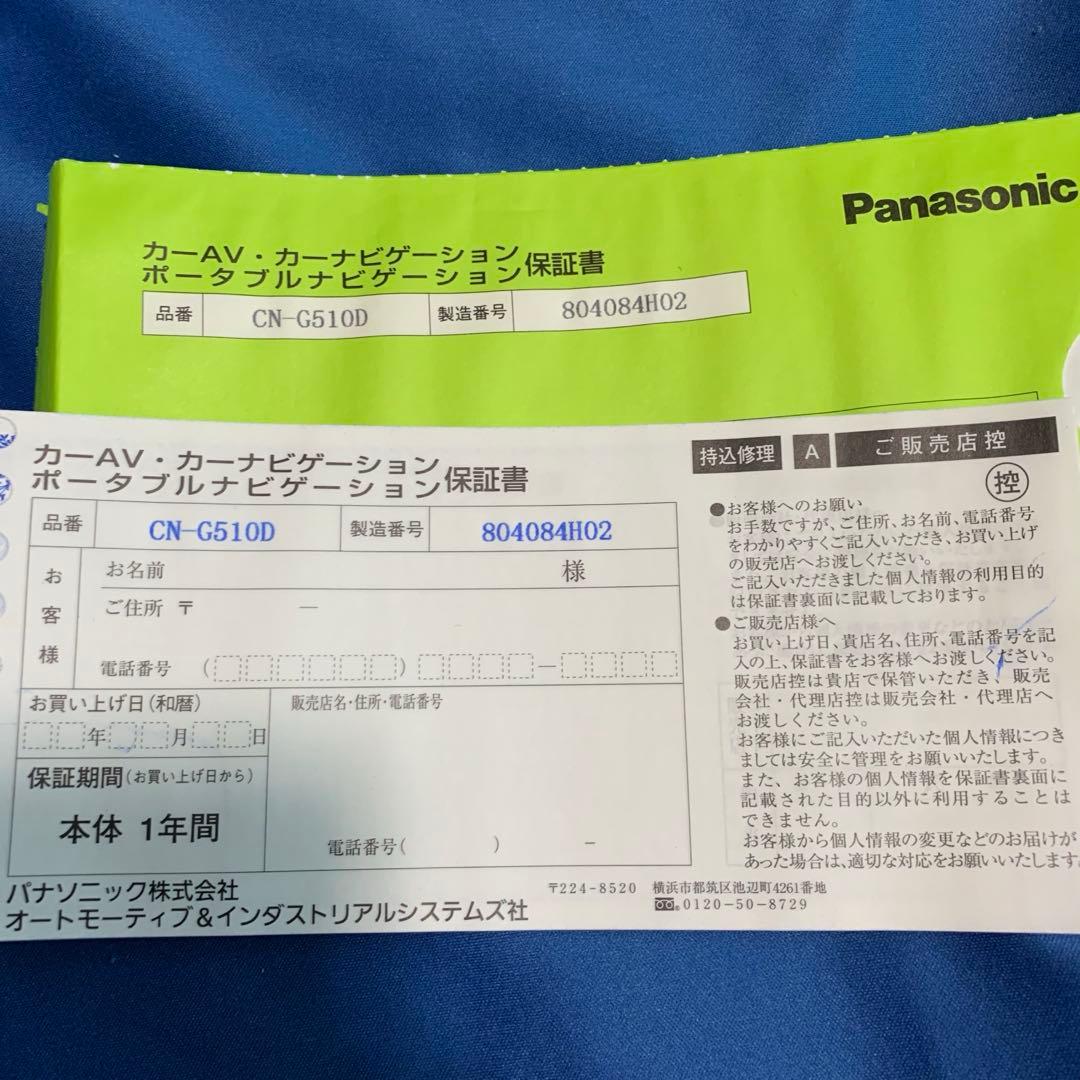 Panasonic
カーAV・カーナビゲーション
ポータブルナビゲーション 保証書
品番 CN-G510D 製造番号 804084H02
カーAV・カーナビゲーション
ポータブルナビゲーション 保証書
持込修理 A ご販売店控
控
品番 CN-G510D 製造番号 804084H02
お客様
お名前 様
ご住所 〒 ―
電話番号 ( ) ―
お買い上げ日(和暦)
年 月 日
保証期間(お買い上げ日から)
本体 1年間
販売店名・住所・電話番号
電話番号( ) −
●お客様へのお願い
お手数ですが、ご住所、お名前、電話番号
をわかりやすくご記入いただき、お買い上げ
の販売店へお渡しください。
ご記入いただきました個人情報の利用目的
は保証書裏面に記載しております。
●ご販売店様へ
お買い上げ日、貴店名、住所、電話番号を記
入の上、保証書をお客様へお渡しください。
販売店控は貴店で保管いただき、販売
会社・代理店控は販売会社・代理店へ
お渡しください。
お客様にご記入いただいた個人情報につき
ましては安全に管理をお願いいたします。
また、お客様の個人情報を保証書裏面に
記載された目的以外に利用することは
できません。
お客様から個人情報の変更などのお届けが
あった場合は、適切な対応をお願いいたします
パナソニック株式会社
オートモーティブ&インダストリアルシステムズ社
〒224-8520 横浜市都筑区池辺町4261番地
0120-50-8729